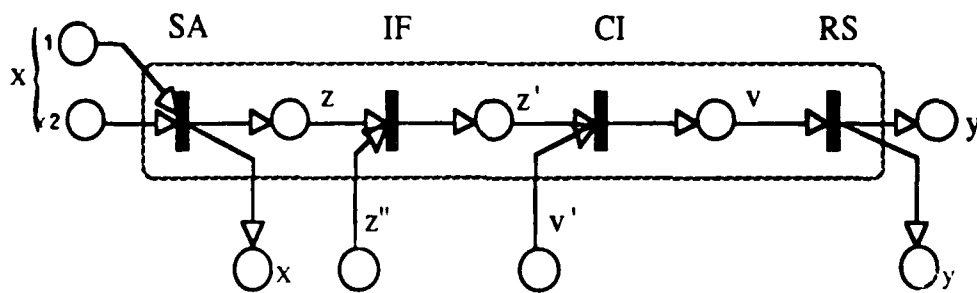 SA IF CI RS
1
x
2
z z' v
y
z" v'
x y